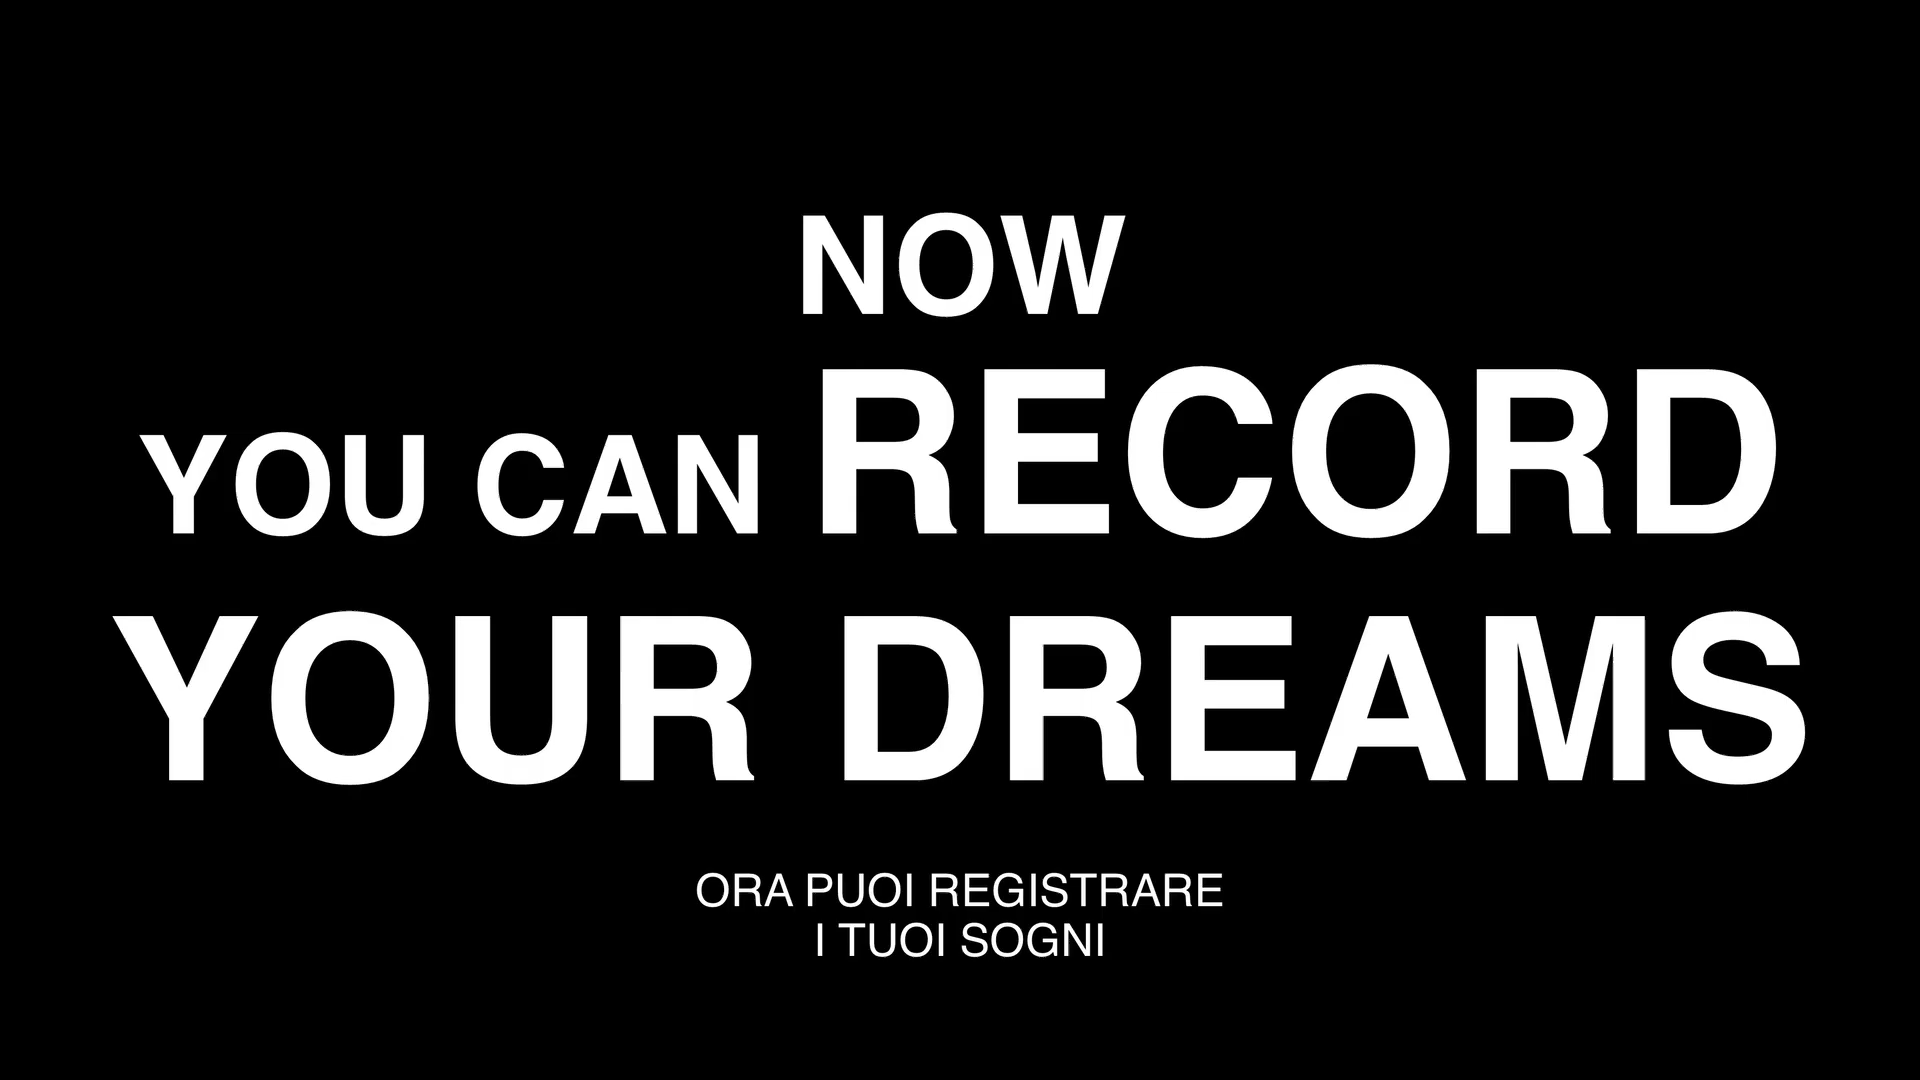 NOW
YOU CAN RECORD
YOUR DREAMS
ORA PUOI REGISTRARE
I TUOI SOGNI